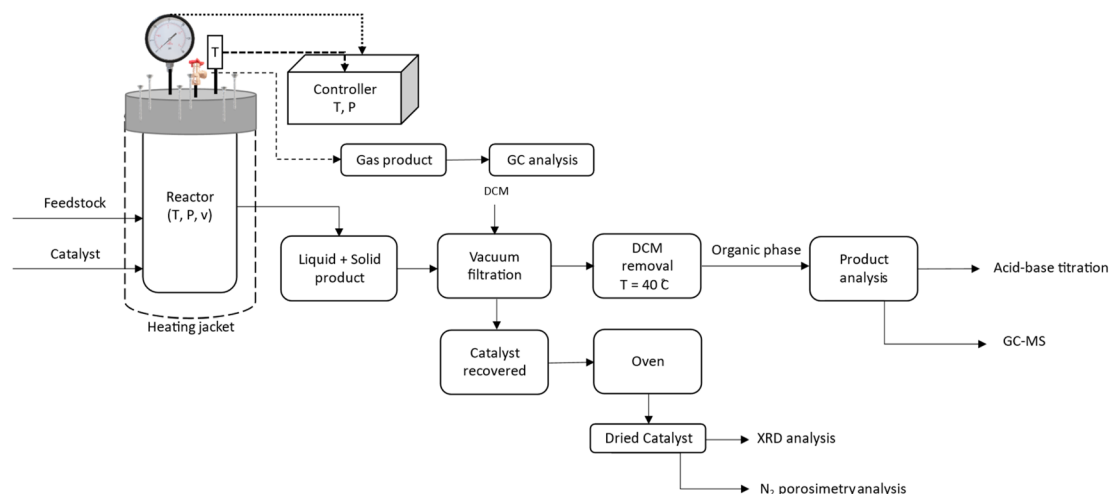 T
Controller
T, P
Gas product
GC analysis
DCM
Feedstock
Reactor
(T, P, v)
Catalyst
Liquid + Solid
product
Vacuum
filtration
DCM
removal
T = 40 ℃
Organic phase
Product
analysis
Acid-base titration
Heating jacket
GC-MS
Catalyst
recovered
Oven
Dried Catalyst
XRD analysis
N₂ porosimetry analysis